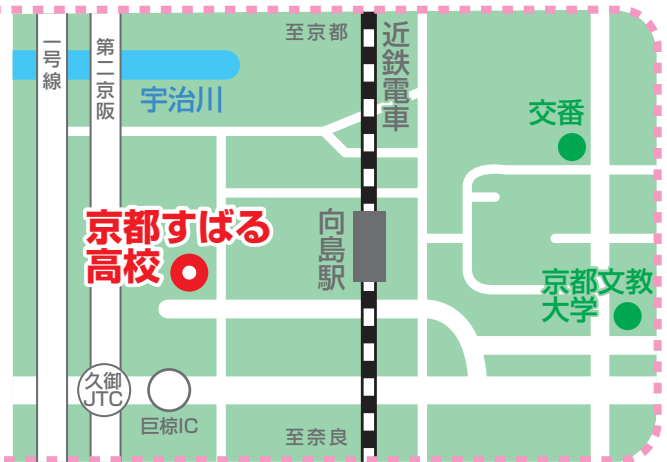 一号線
第二京阪
宇治川
至京都
近鉄電車
交番
京都すばる
高校
向島駅
京都文教
大学
久御
JTC
巨椋IC
至奈良